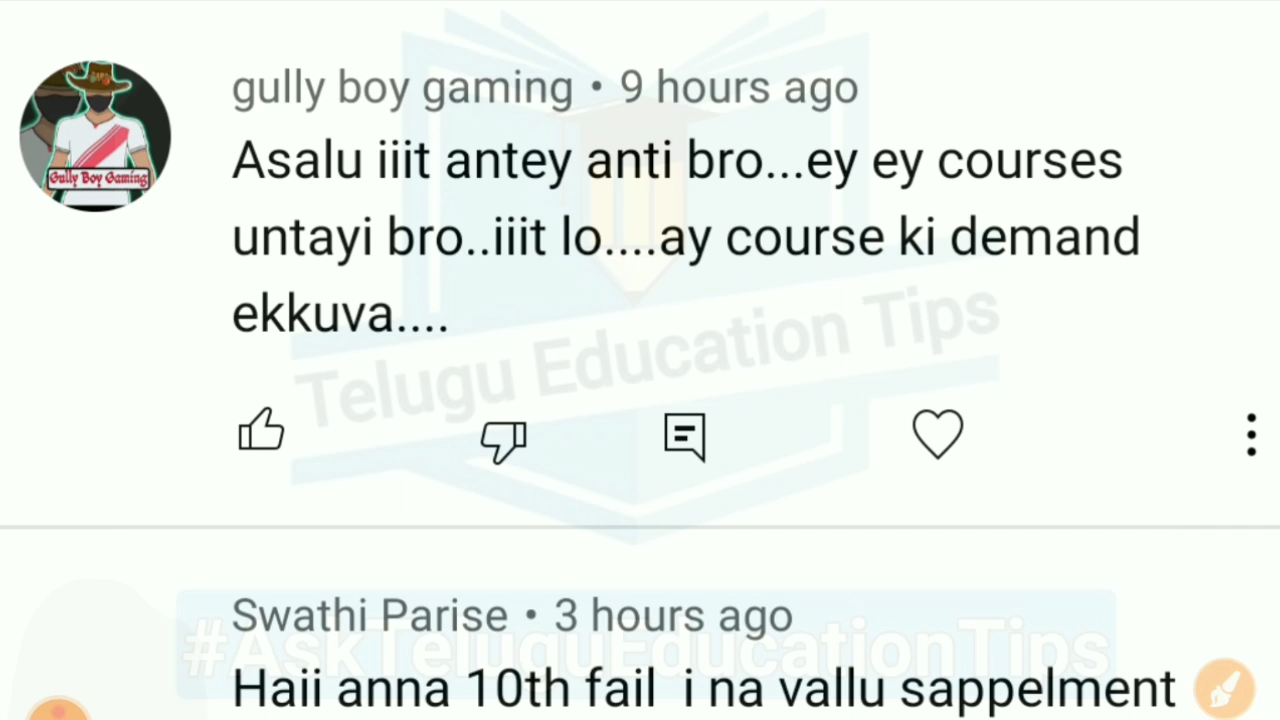 gully boy gaming • 9 hours ago
Asalu iiit antey anti bro...ey ey courses
untayi bro..iiit lo....ay course ki demand
ekkuva....
Gully Boy Gaming
Telugu Education Tips
Swathi Parise • 3 hours ago
#AskTeluguEducationTips
Haii anna 10th fail i na vallu sappelment